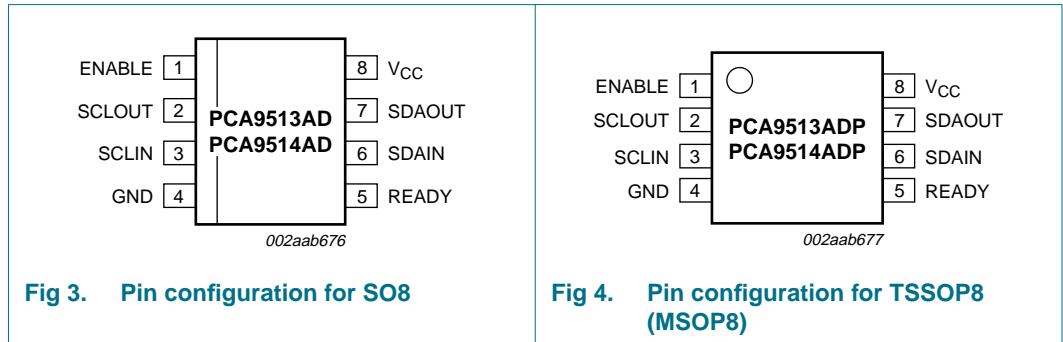 ENABLE 1
SCLOUT 2
SCLIN 3
GND 4
PCA9513AD
PCA9514AD
8 VCC
7 SDAOUT
6 SDAIN
5 READY
002aab676
Fig 3. Pin configuration for SO8
ENABLE 1
SCLOUT 2
SCLIN 3
GND 4
PCA9513ADP
PCA9514ADP
8 VCC
7 SDAOUT
6 SDAIN
5 READY
002aab677
Fig 4. Pin configuration for TSSOP8
(MSOP8)